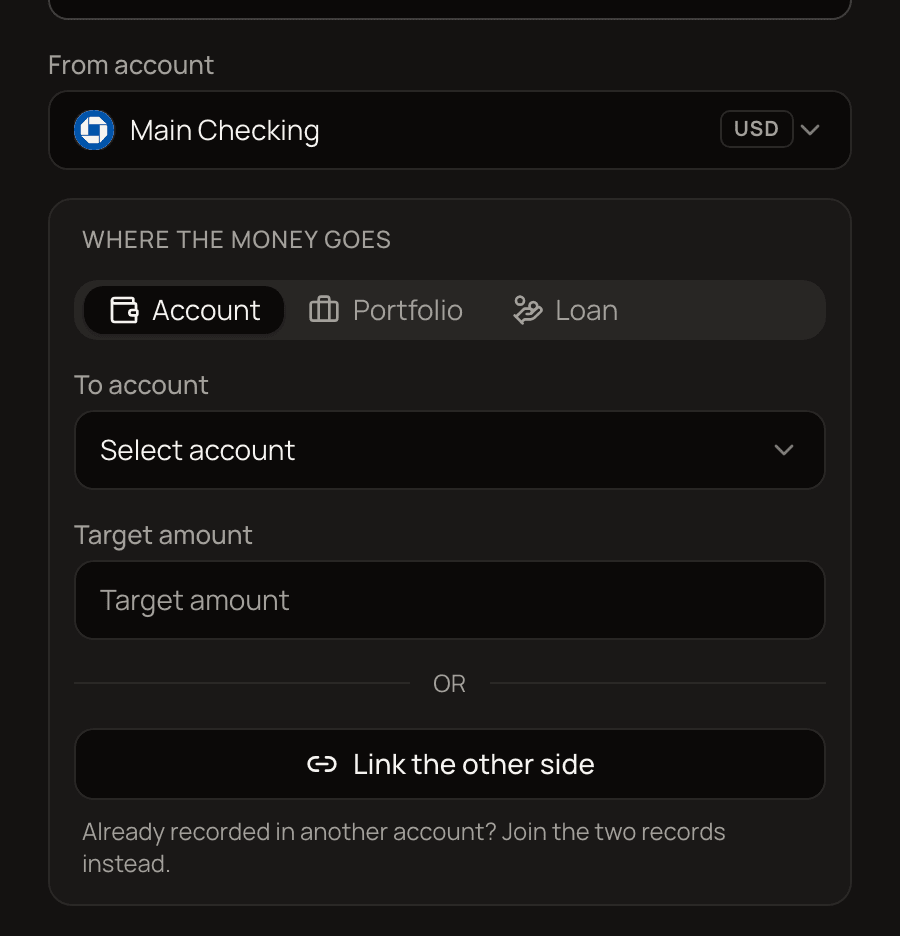 From account
Main Checking
USD
WHERE THE MONEY GOES
Account
Portfolio
Loan
To account
Select account
Target amount
Target amount
OR
Link the other side
Already recorded in another account? Join the two records
instead.